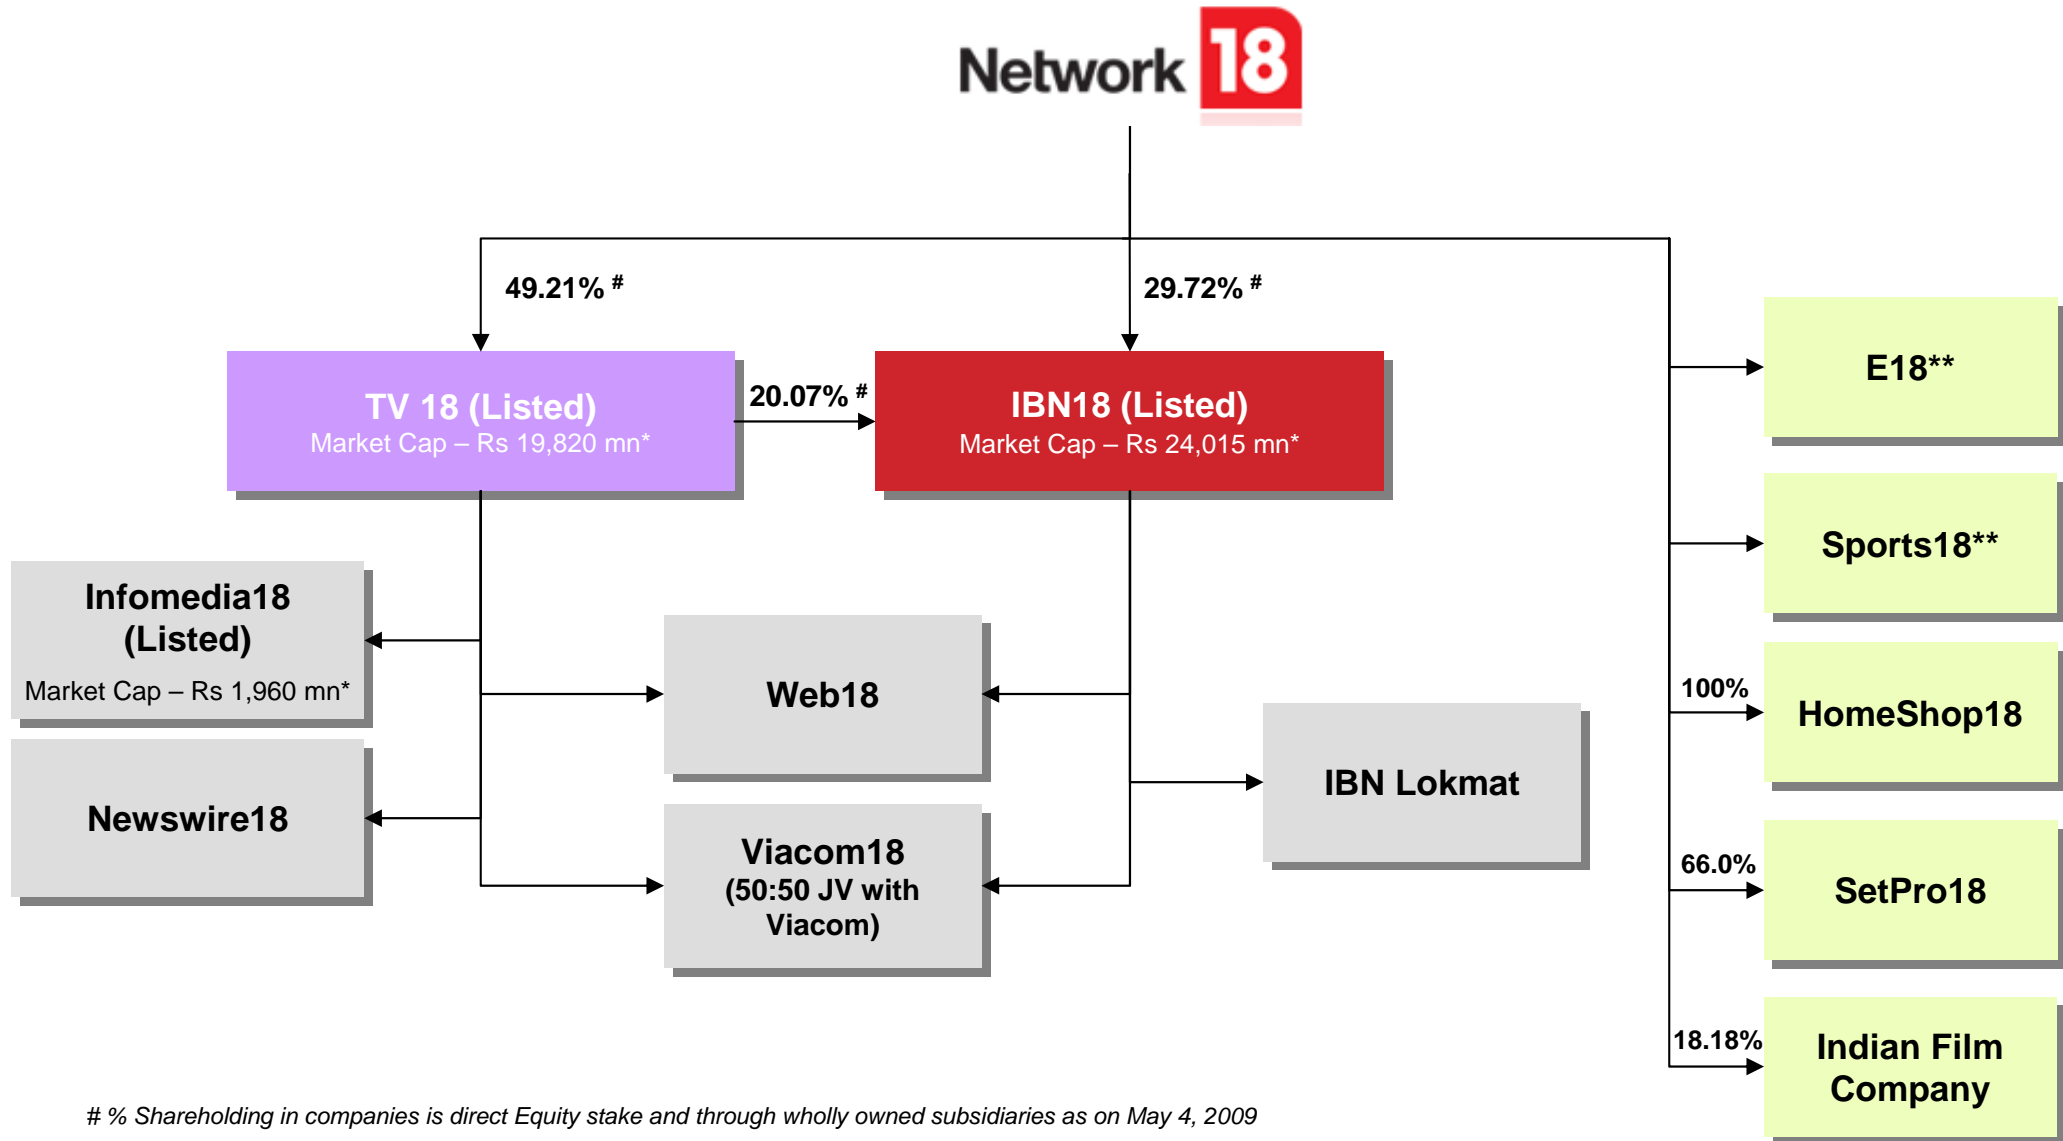 Network 18
49.21% #
29.72% #
TV 18 (Listed)
Market Cap – Rs 19,820 mn*
20.07% #
IBN18 (Listed)
Market Cap – Rs 24,015 mn*
E18**
Sports18**
Infomedia18
(Listed)
Market Cap – Rs 1,960 mn*
Web18
100%
HomeShop18
Newswire18
IBN Lokmat
Viacom18
(50:50 JV with
Viacom)
66.0%
SetPro18
18.18%
Indian Film
Company
# % Shareholding in companies is direct Equity stake and through wholly owned subsidiaries as on May 4, 2009